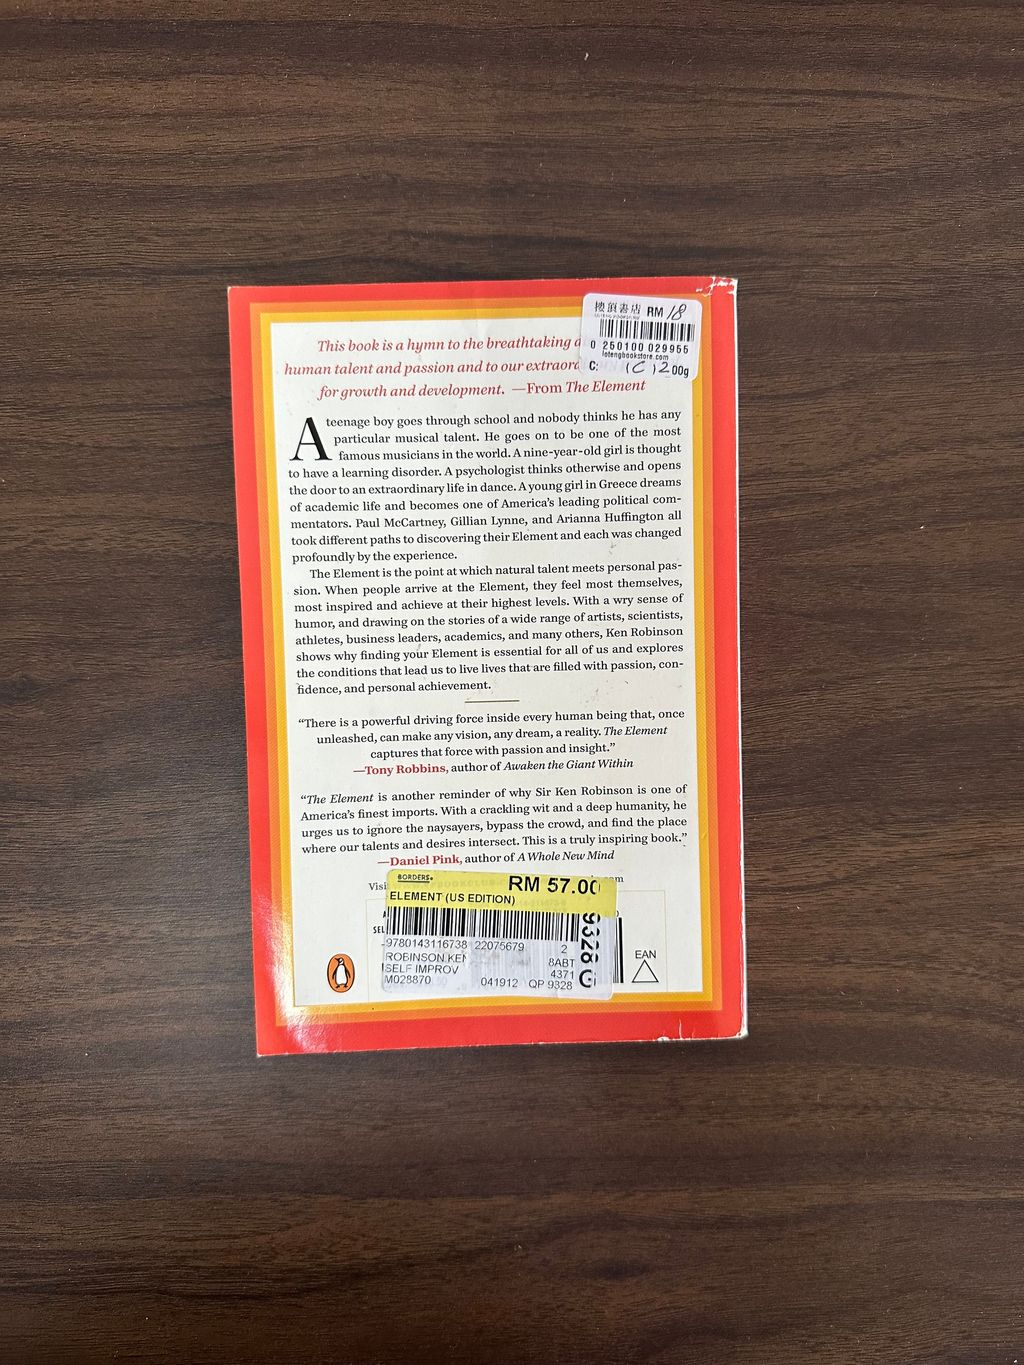 This book is a hymn to the breathtaking
human talent and passion and to our
for growth and development. —From The Element
搜 書店 RM 18
0 250100 029955
lotengbookstore.com
C: (C) 200g
A teenage boy goes through school and nobody thinks he has any
particular musical talent. He goes on to be one of the most
famous musicians in the world. A nine-year-old girl is thought
to have a learning disorder. A psychologist thinks otherwise and opens
the door to an extraordinary life in dance. A young girl in Greece dreams
of academic life and becomes one of America's leading political com-
mentators. Paul McCartney, Gillian Lynne, and Arianna Huffington all
took different paths to discovering their Element and each was changed
profoundly by the experience.
The Element is the point at which natural talent meets personal pas-
sion. When people arrive at the Element, they feel most themselves,
most inspired and achieve at their highest levels. With a wry sense of
humor, and drawing on the stories of a wide range of artists, scientists,
athletes, business leaders, academics, and many others, Ken Robinson
shows why finding your Element is essential for all of us and explores
the conditions that lead us to live lives that are filled with passion, con-
fidence, and personal achievement.
“There is a powerful driving force inside every human being that, once
unleashed, can make any vision, any dream, a reality. The Element
captures that force with passion and insight.”
—Tony Robbins, author of Awaken the Giant Within
“The Element is another reminder of why Sir Ken Robinson is one of
America's finest imports. With a crackling wit and a deep humanity, he
urges us to ignore the naysayers, bypass the crowd, and find the place
where our talents and desires intersect. This is a truly inspiring book.”
—Daniel Pink, author of A Whole New Mind
BORDERS. RM 57.00
ELEMENT (US EDITION)
9780143116738 22075679 2
ROBINSON KEN 8ABT
SELF IMPROV 4371
M028870 041912 QP 9328
9328
EAN